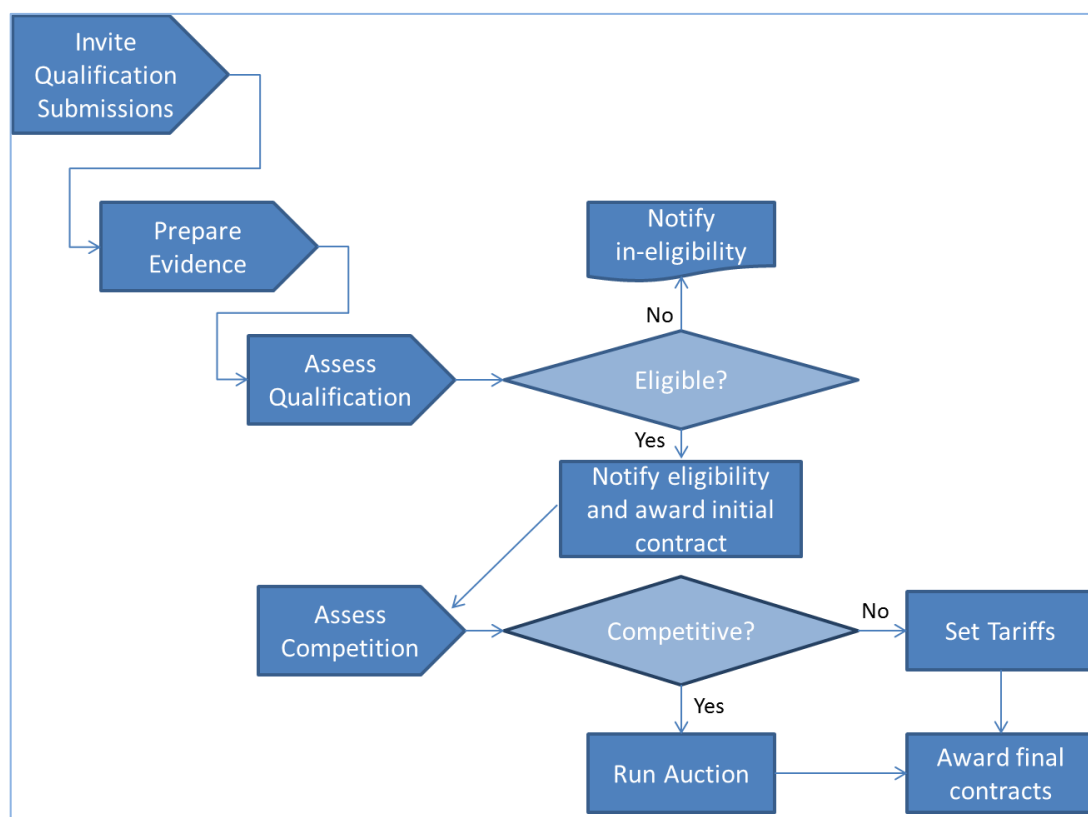 Invite
Qualification
Submissions
Prepare
Evidence
Notify
in-eligibility
No
Assess
Qualification
Eligible?
Yes
Notify eligibility
and award initial
contract
Assess
Competition
Competitive?
No
Set Tariffs
Yes
Run Auction
Award final
contracts